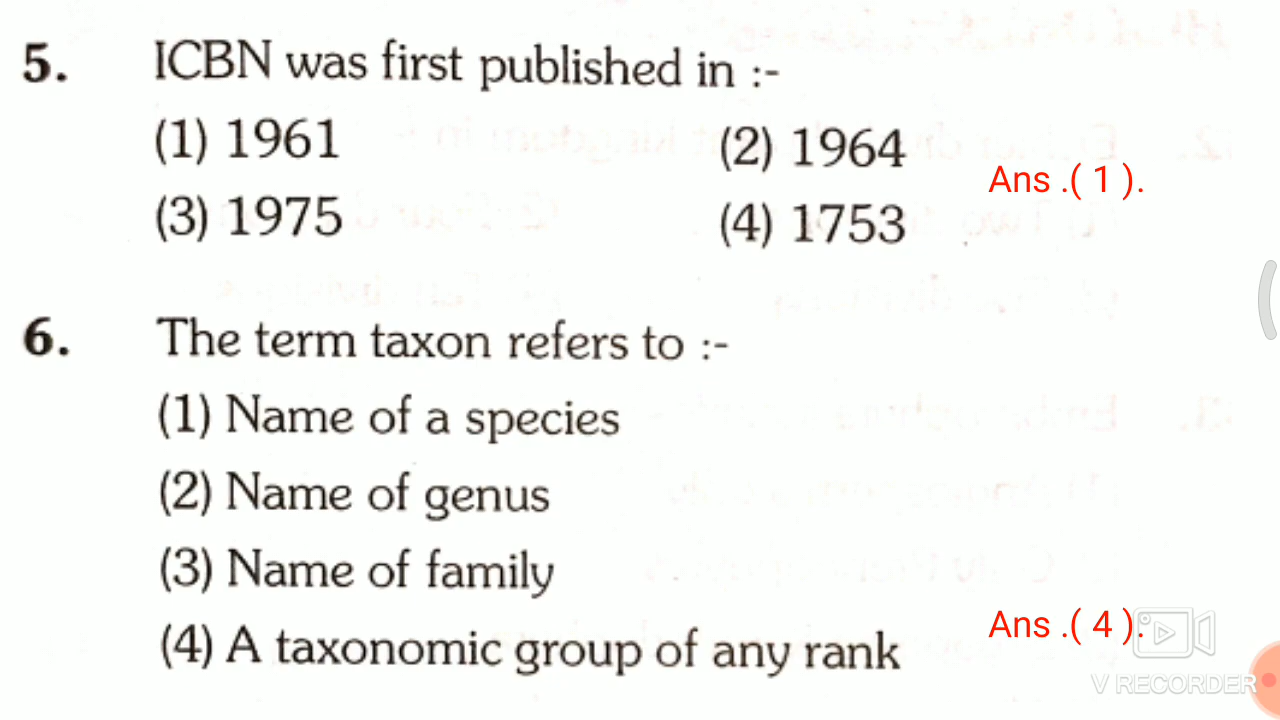 5. ICBN was first published in :-
(1) 1961 (2) 1964
Ans .( 1 ).
(3) 1975 (4) 1753
6. The term taxon refers to :-
(1) Name of a species
(2) Name of genus
(3) Name of family
(4) A taxonomic group of any rank
Ans .( 4 ).
V RECORDER